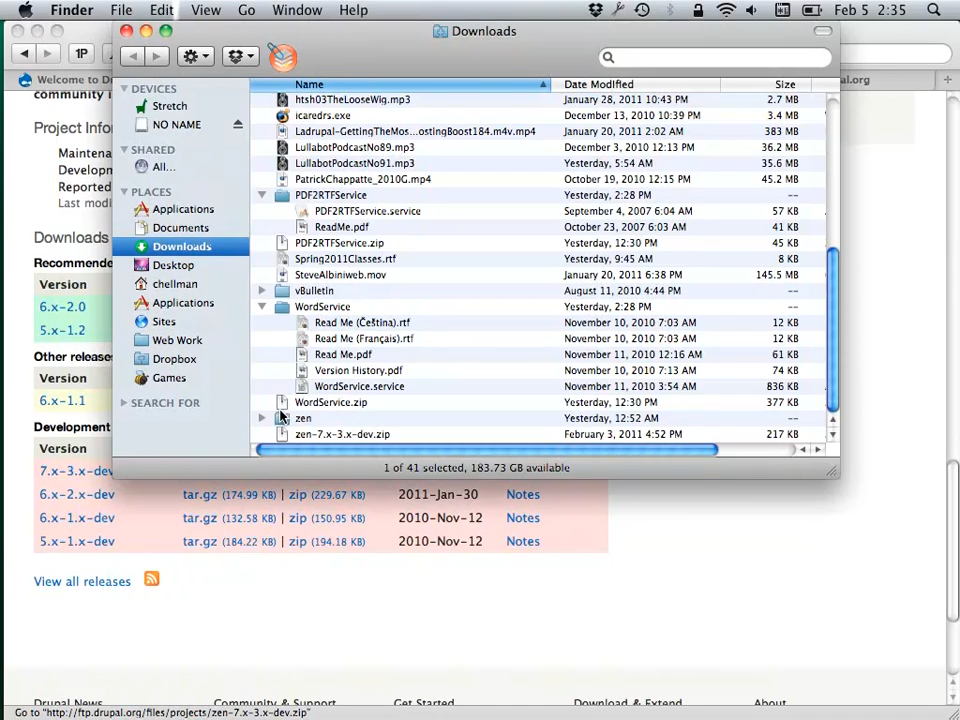 Finder File Edit View Go Window Help Feb 5 2:35
Downloads
1P
Welcome to D
al.org
community i
Project Infor
Maintena
Developn
Reported
Last modi
Downloads
Recommende
Version
6.x-2.0
5.x-1.2
Other releases
Version
6.x-1.1
Development
Version
7.x-3.x-dev
DEVICES
Stretch
NO NAME
SHARED
All...
PLACES
Applications
Documents
Downloads
Desktop
chellman
Applications
Sites
Web Work
Dropbox
Games
SEARCH FOR
Name Date Modified Size
htsh03TheLooseWig.mp3 January 28, 2011 10:43 PM 2.7 MB
icaredrs.exe December 13, 2010 10:39 PM 3.4 MB
Ladrupal-GettingTheMos...ostingBoost184.m4v.mp4 January 20, 2011 2:02 AM 383 MB
LullabotPodcastNo89.mp3 December 3, 2010 12:13 PM 36.2 MB
LullabotPodcastNo91.mp3 Yesterday, 5:54 AM 35.6 MB
PatrickChappatte_2010G.mp4 October 19, 2010 12:15 PM 45.2 MB
PDF2RTFService Yesterday, 2:28 PM --
PDF2RTFService.service September 4, 2007 6:04 AM 57 KB
ReadMe.pdf October 23, 2007 6:03 AM 41 KB
PDF2RTFService.zip Yesterday, 12:30 PM 45 KB
Spring2011Classes.rtf Yesterday, 9:45 AM 8 KB
SteveAlbiniweb.mov January 20, 2011 6:38 PM 145.5 MB
vBulletin August 11, 2010 4:44 PM --
WordService Yesterday, 2:28 PM --
Read Me (Čeština).rtf November 10, 2010 7:03 AM 12 KB
Read Me (Français).rtf November 10, 2010 7:03 AM 12 KB
Read Me.pdf November 11, 2010 12:16 AM 61 KB
Version History.pdf November 10, 2010 7:13 AM 74 KB
WordService.service November 11, 2010 3:54 AM 836 KB
WordService.zip Yesterday, 12:30 PM 377 KB
zen Yesterday, 12:52 AM --
zen-7.x-3.x-dev.zip February 3, 2011 4:52 PM 217 KB
1 of 41 selected, 183.73 GB available
6.x-2.x-dev tar.gz (174.99 KB) | zip (229.67 KB) 2011-Jan-30 Notes
6.x-1.x-dev tar.gz (132.58 KB) | zip (150.95 KB) 2010-Nov-12 Notes
5.x-1.x-dev tar.gz (184.22 KB) | zip (194.18 KB) 2010-Nov-12 Notes
View all releases
Drupal News Community & Support Get Started Download & Extend About
Go to "http://ftp.drupal.org/files/projects/zen-7.x-3.x-dev.zip"